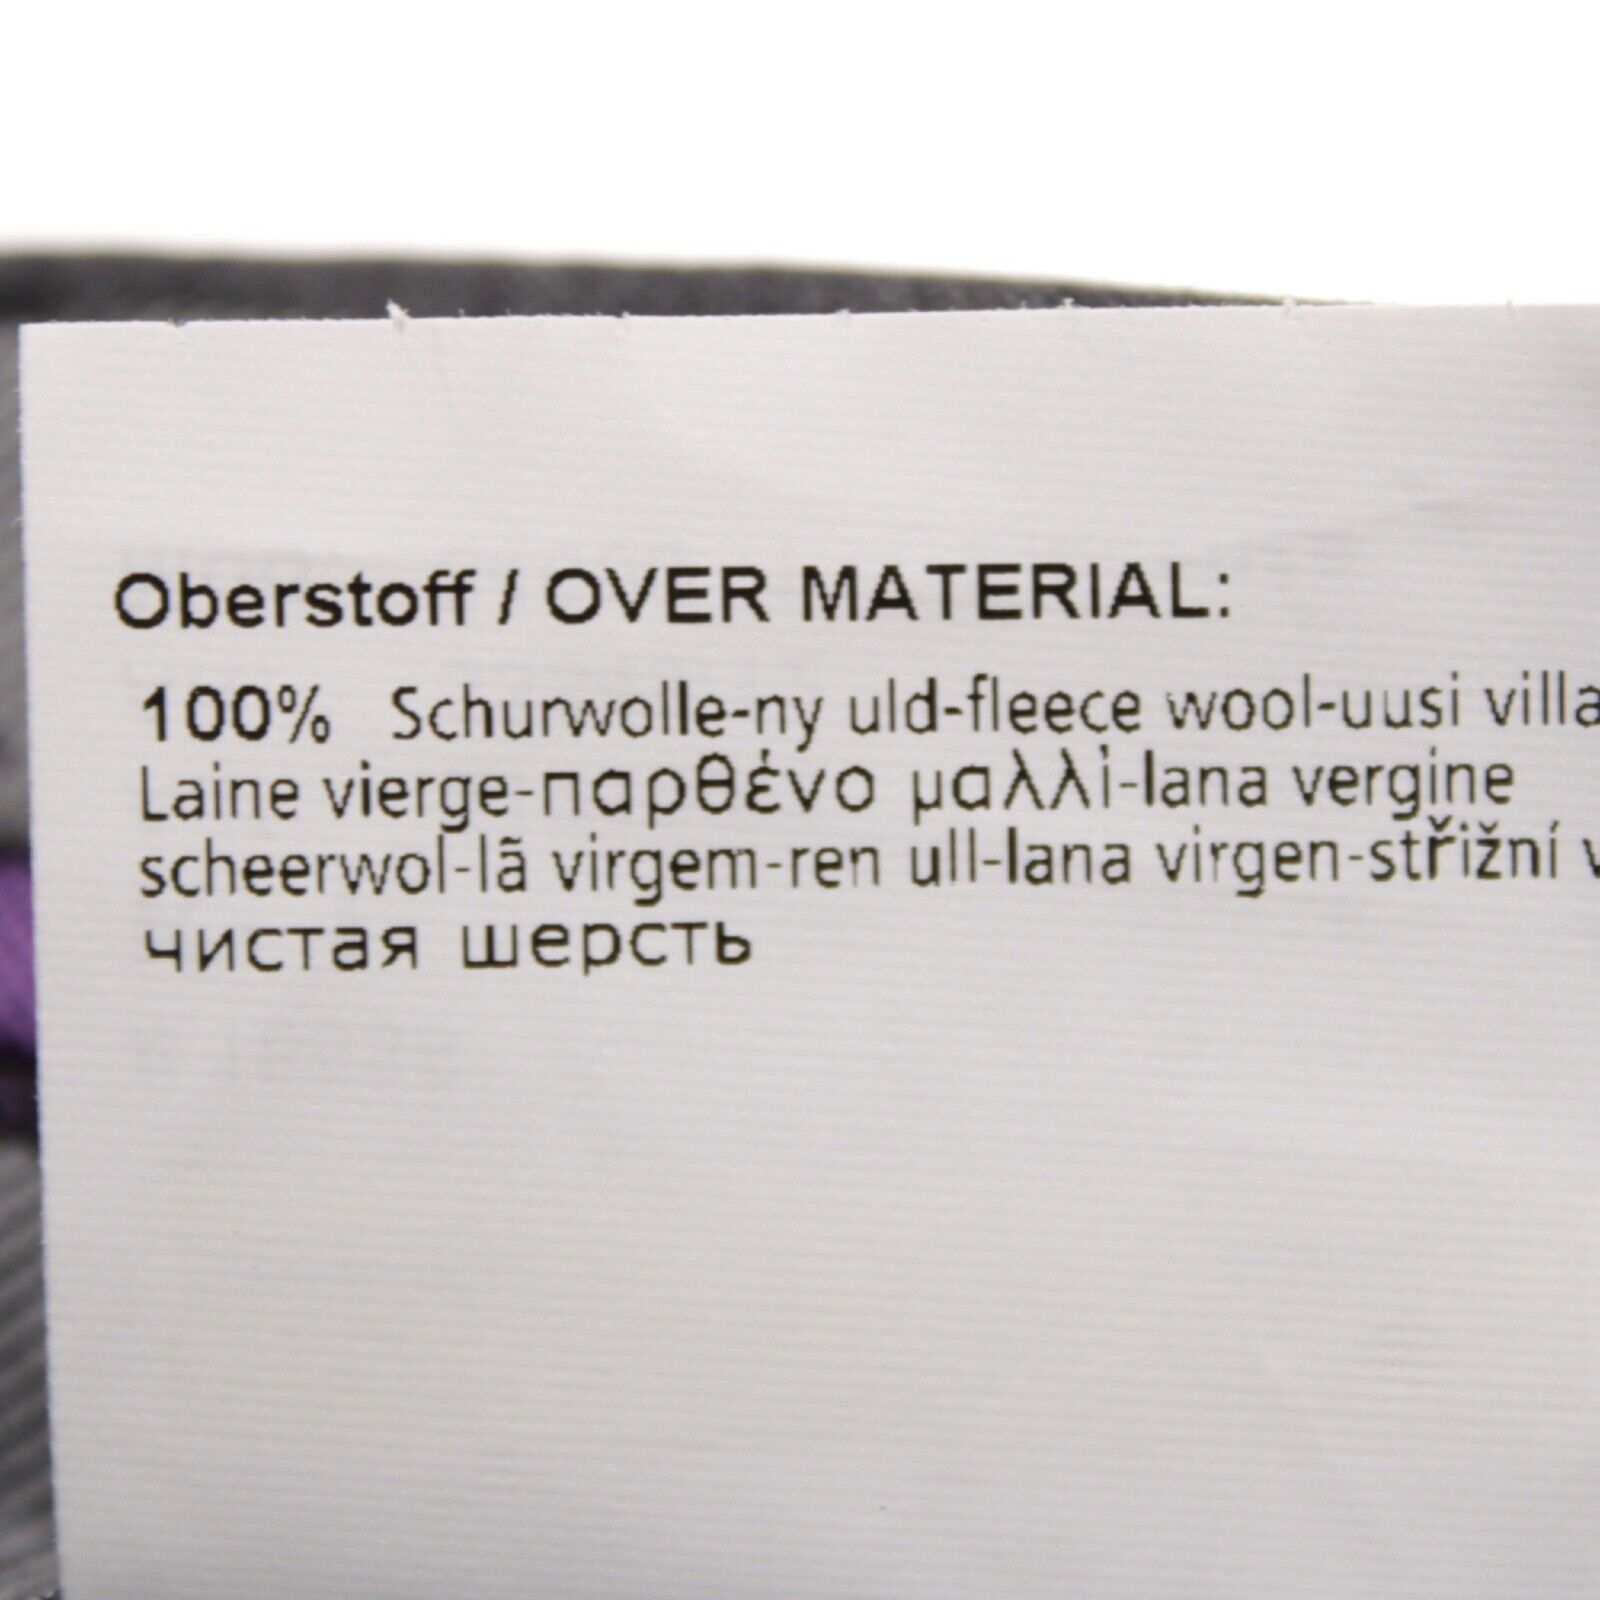 Oberstoff / OVER MATERIAL:
100% Schurwolle-ny uld-fleece wool-uusi villa
Laine vierge-παρθένο μαλλί-lana vergine
scheerwol-lã virgem-ren ull-lana virgen-střižní v
чистая шерсть